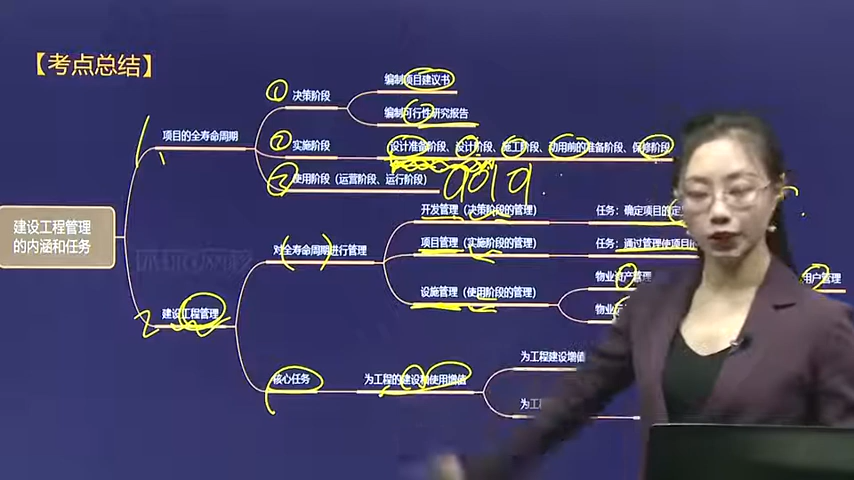 【考点总结】
编制项目建议书
决策阶段
编制可行性研究报告
项目的全寿命周期
实施阶段
设计准备阶段、设计阶段、施工阶段、动用前的准备阶段、保修阶段
使用阶段（运营阶段、运行阶段）
建设工程管理
的内涵和任务
开发管理（决策阶段的管理）
任务：确定项目的定
对全寿命周期进行管理
项目管理（实施阶段的管理）
任务：通过管理使项目的
物业资产管理
用户管理
设施管理（使用阶段的管理）
物业
建设工程管理
为工程建设增值
核心任务
为工程的建设和使用增值
为工